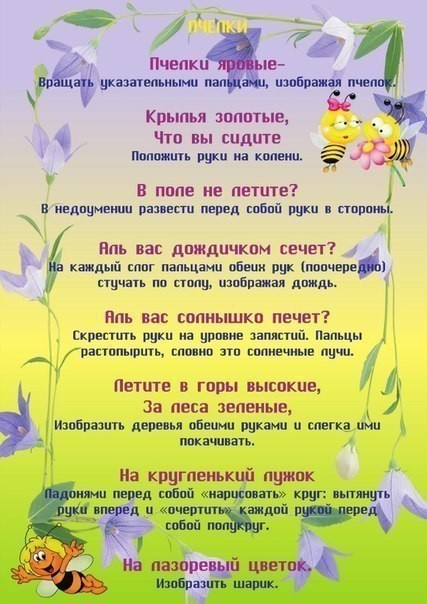 ПЧЕЛКИ
Пчелки яровые-
Вращать указательными пальцами, изображая пчелок.
Крылья золотые,
Что вы сидите
Положить руки на колени.
В поле не летите?
В недоумении развести перед собой руки в стороны.
Аль вас дождичком сечет?
На каждый слог пальцами обеих рук (поочередно)
стучать по столу, изображая дождь.
Аль вас солнышко печет?
Скрестить руки на уровне запястий. Пальцы
растопырить, словно это солнечные лучи.
Летите в горы высокие,
За леса зеленые,
Изобразить деревья обеими руками и слегка ими
покачивать.
На кругленький лужок
Ладонями перед собой «нарисовать» круг: вытянуть
руки вперед и «очертить» каждой рукой перед
собой полукруг.
На лазоревый цветок.
Изобразить шарик.